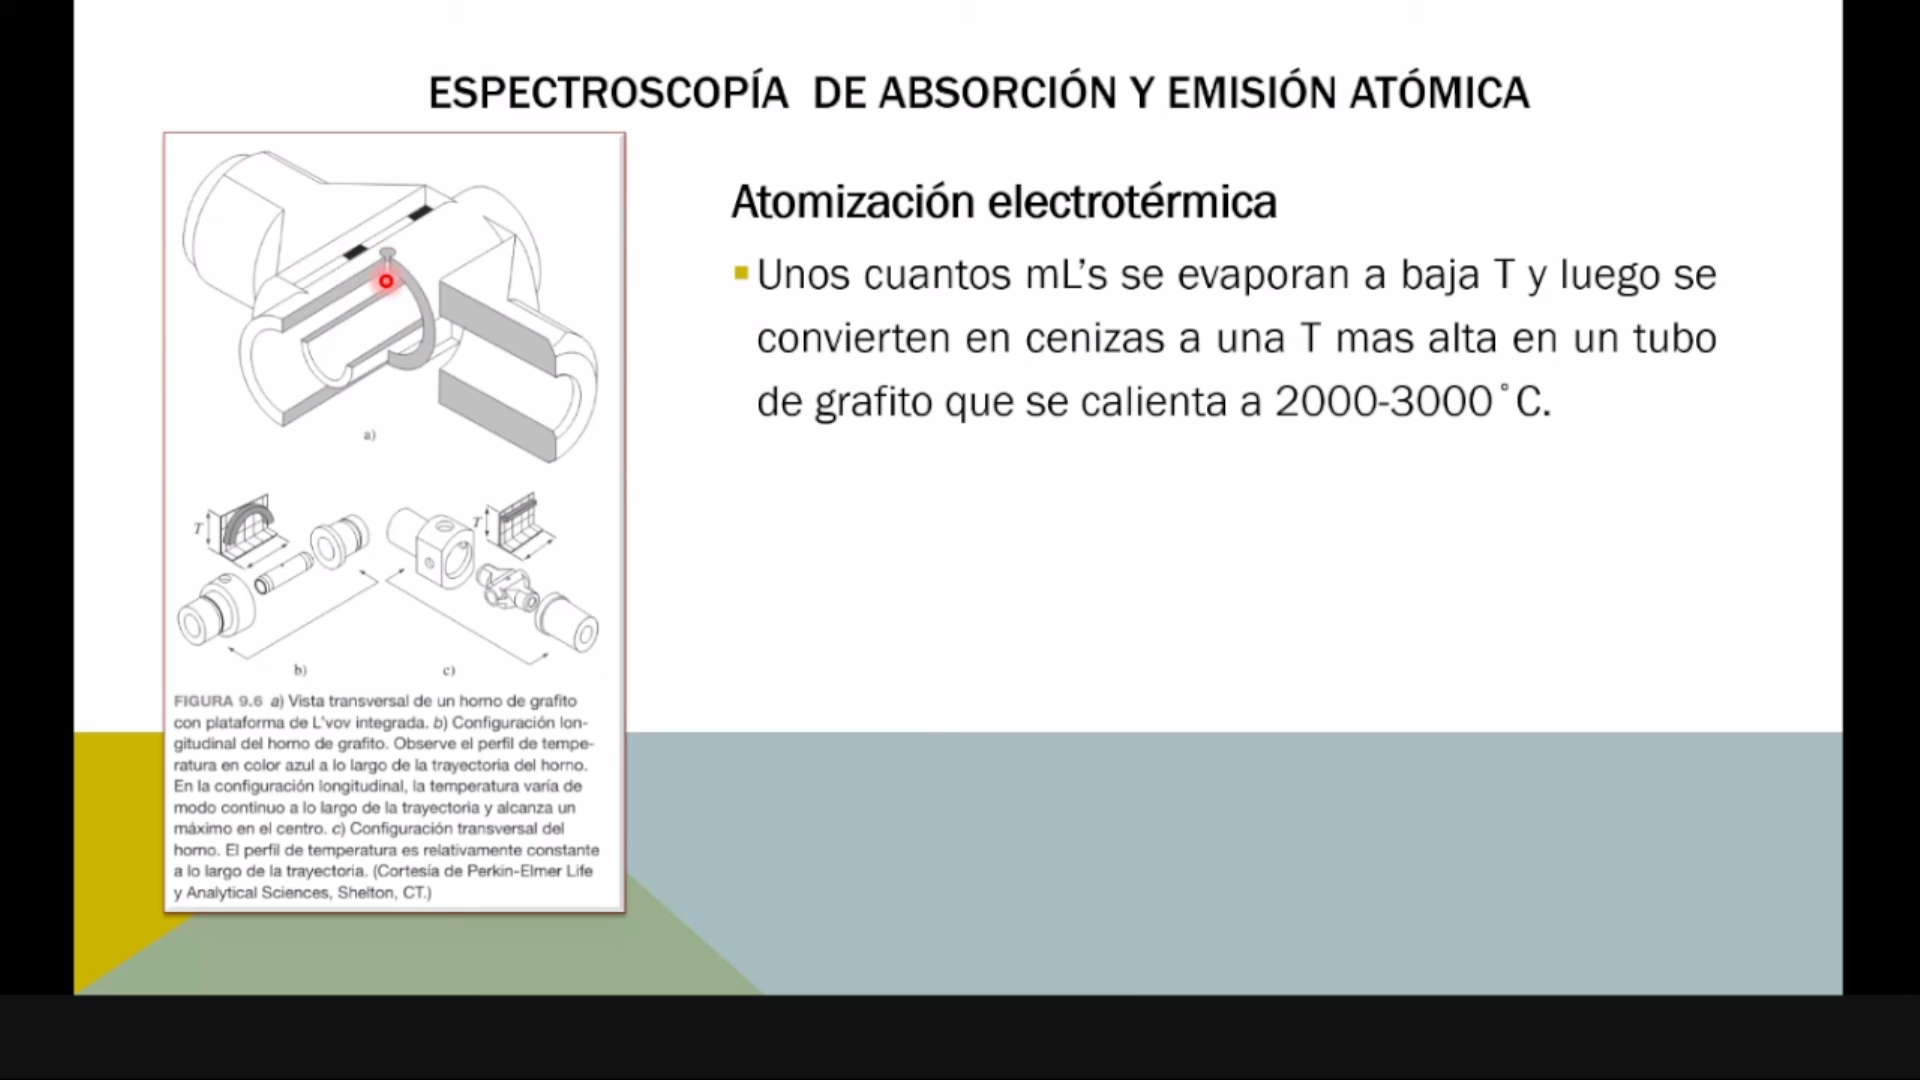 ESPECTROSCOPÍA DE ABSORCIÓN Y EMISIÓN ATÓMICA
a)
T
T
b)
c)
FIGURA 9.6 a) Vista transversal de un horno de grafito
con plataforma de L'vov integrada. b) Configuración lon-
gitudinal del horno de grafito. Observe el perfil de tempe-
ratura en color azul a lo largo de la trayectoria del horno.
En la configuración longitudinal, la temperatura varía de
modo continuo a lo largo de la trayectoria y alcanza un
máximo en el centro. c) Configuración transversal del
horno. El perfil de temperatura es relativamente constante
a lo largo de la trayectoria. (Cortesía de Perkin-Elmer Life
y Analytical Sciences, Shelton, CT.)
Atomización electrotérmica
Unos cuantos mL's se evaporan a baja T y luego se
convierten en cenizas a una T mas alta en un tubo
de grafito que se calienta a 2000-3000˚C.